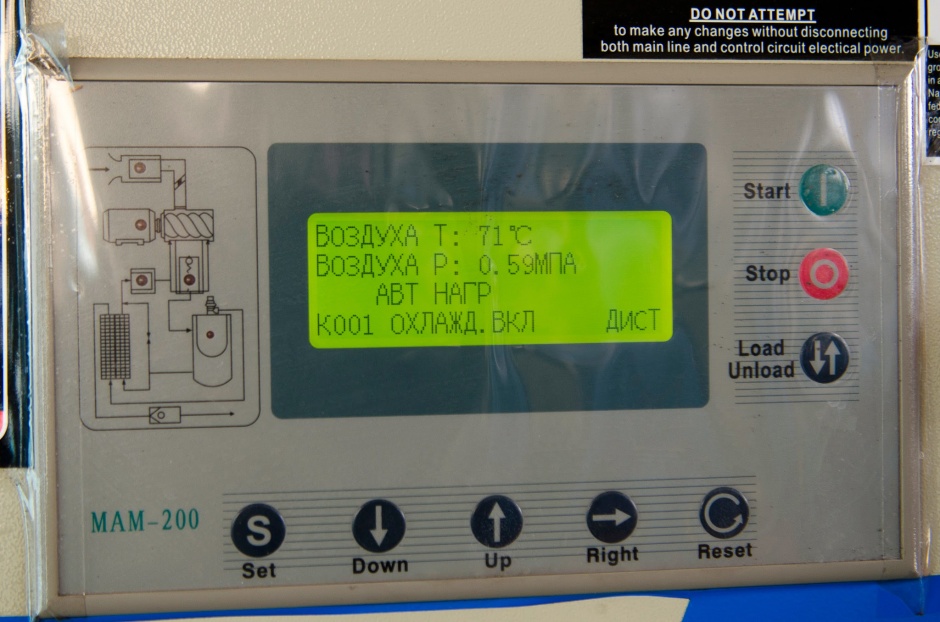 DO NOT ATTEMPT
to make any changes without disconnecting
both main line and control circuit electical power.
ВОЗДУХА Т: 71℃
ВОЗДУХА Р: 0.59МПА
АВТ НАГР
К001 ОХЛАЖД.ВКЛ ДИСТ
Start
Stop
Load
Unload
MAM-200
S
Set
Down
Up
Right
Reset